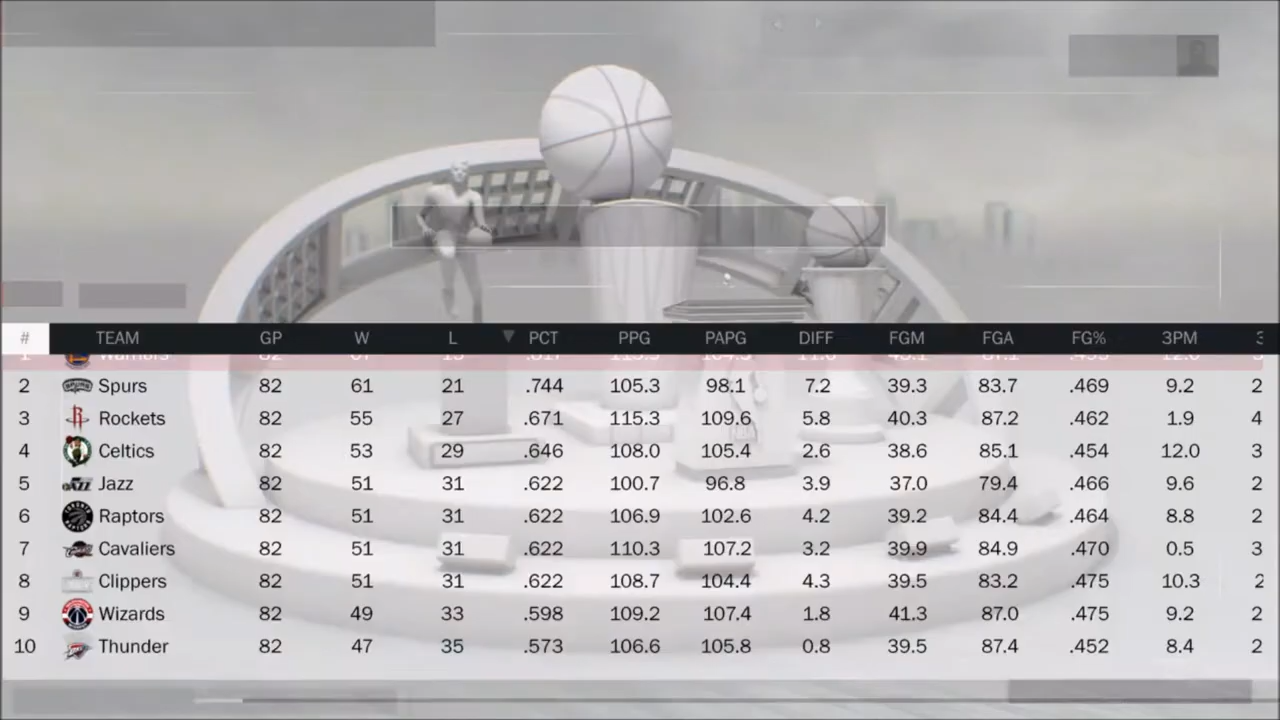 # TEAM GP W L PCT PPG PAPG DIFF FGM FGA FG% 3PM
1 Warriors 82
2 Spurs 82 61 21 .744 105.3 98.1 7.2 39.3 83.7 .469 9.2 2
3 Rockets 82 55 27 .671 115.3 109.6 5.8 40.3 87.2 .462 1.9 4
4 Celtics 82 53 29 .646 108.0 105.4 2.6 38.6 85.1 .454 12.0 3
5 Jazz 82 51 31 .622 100.7 96.8 3.9 37.0 79.4 .466 9.6 2
6 Raptors 82 51 31 .622 106.9 102.6 4.2 39.2 84.4 .464 8.8 2
7 Cavaliers 82 51 31 .622 110.3 107.2 3.2 39.9 84.9 .470 0.5 3
8 Clippers 82 51 31 .622 108.7 104.4 4.3 39.5 83.2 .475 10.3 2
9 Wizards 82 49 33 .598 109.2 107.4 1.8 41.3 87.0 .475 9.2 2
10 Thunder 82 47 35 .573 106.6 105.8 0.8 39.5 87.4 .452 8.4 2